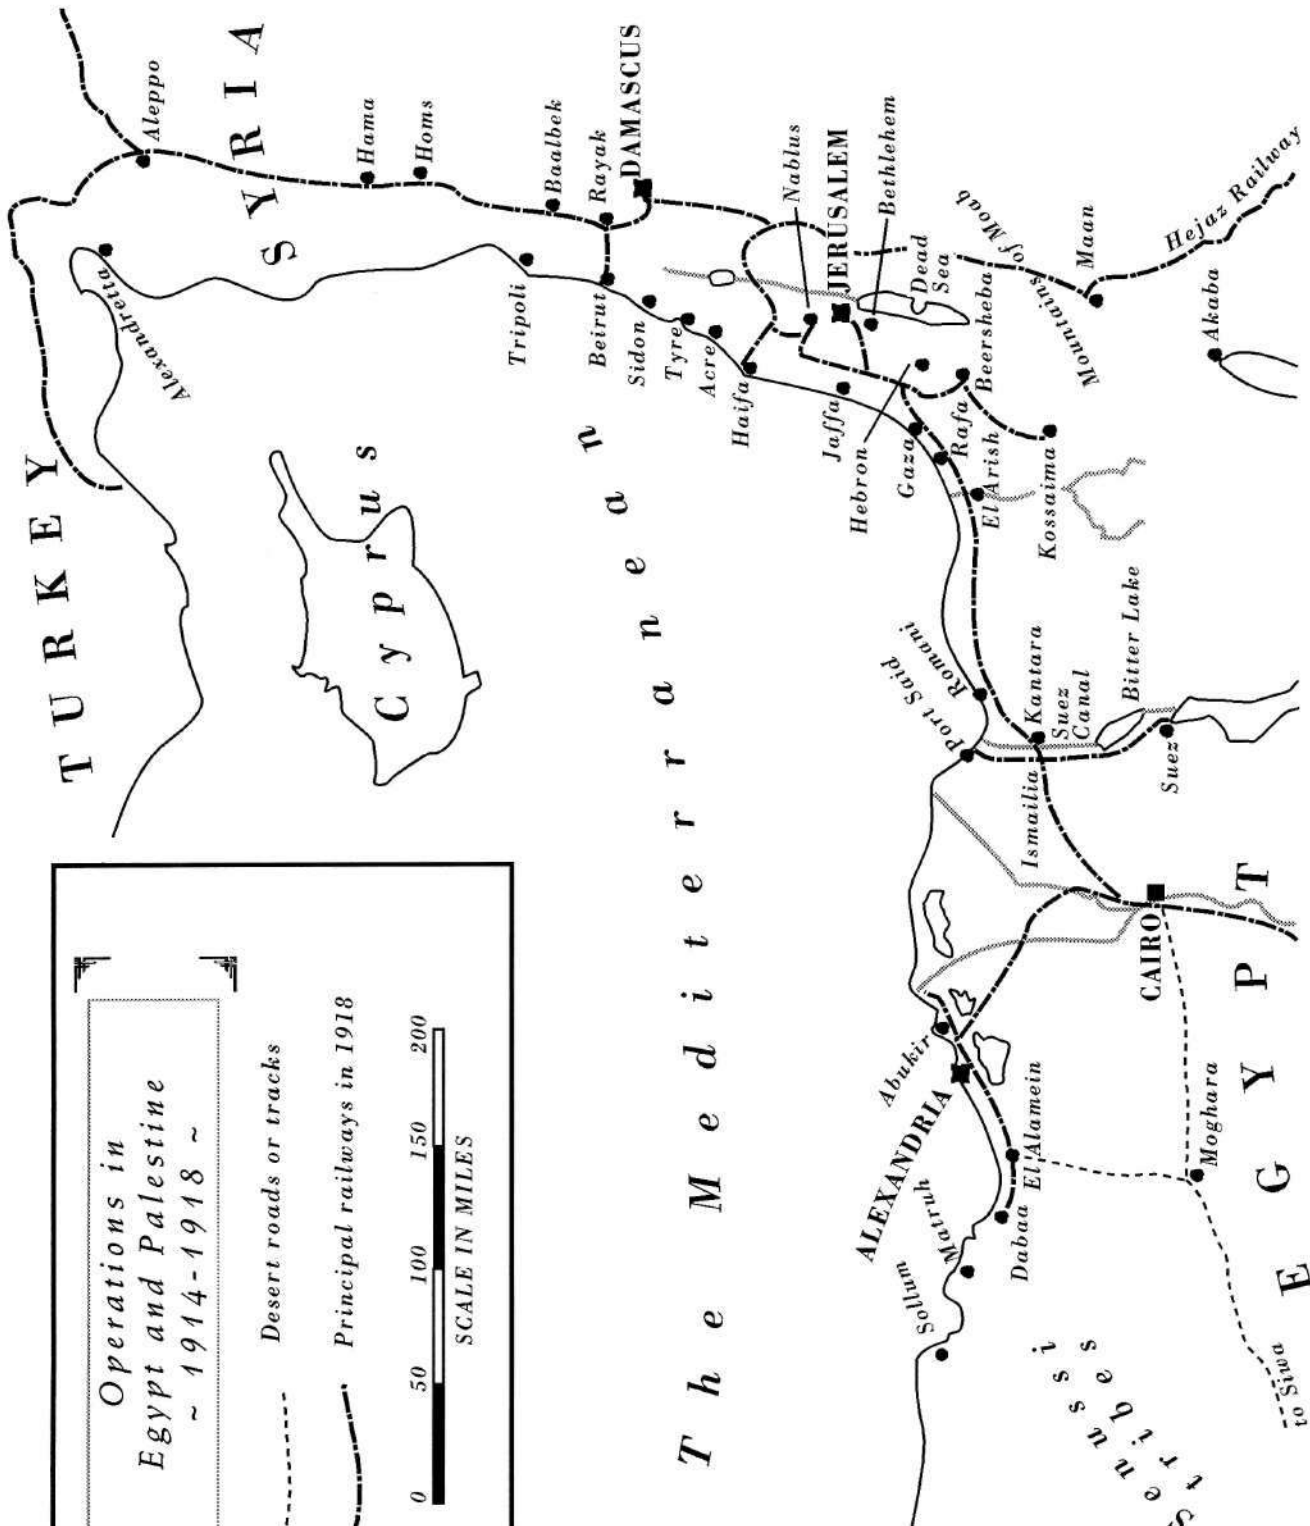 Operations in
Egypt and Palestine
~ 1914-1918 ~
Desert roads or tracks
Principal railways in 1918
0 50 100 150 200
SCALE IN MILES
TURKEY
SYRIA
Aleppo
Alexandretta
Hama
Homs
Cyprus
Tripoli
Baalbek
Beirut
Rayak
DAMASCUS
Sidon
Tyre
Acre
Haifa
Nablus
Jaffa
JERUSALEM
Bethlehem
Hebron
Dead
Sea
Gaza
Rafa
Beersheba
El Arish
Kossaima
Mountains of Moab
Maan
Hejaz Railway
Akaba
The Mediterranean
Port Said
Romani
Kantara
Suez
Canal
Ismailia
Bitter Lake
Suez
CAIRO
Abukir
ALEXANDRIA
El Alamein
Dabaa
Matruh
Sollum
Moghara
EGYPT
to Siwa
Senussi
tribes